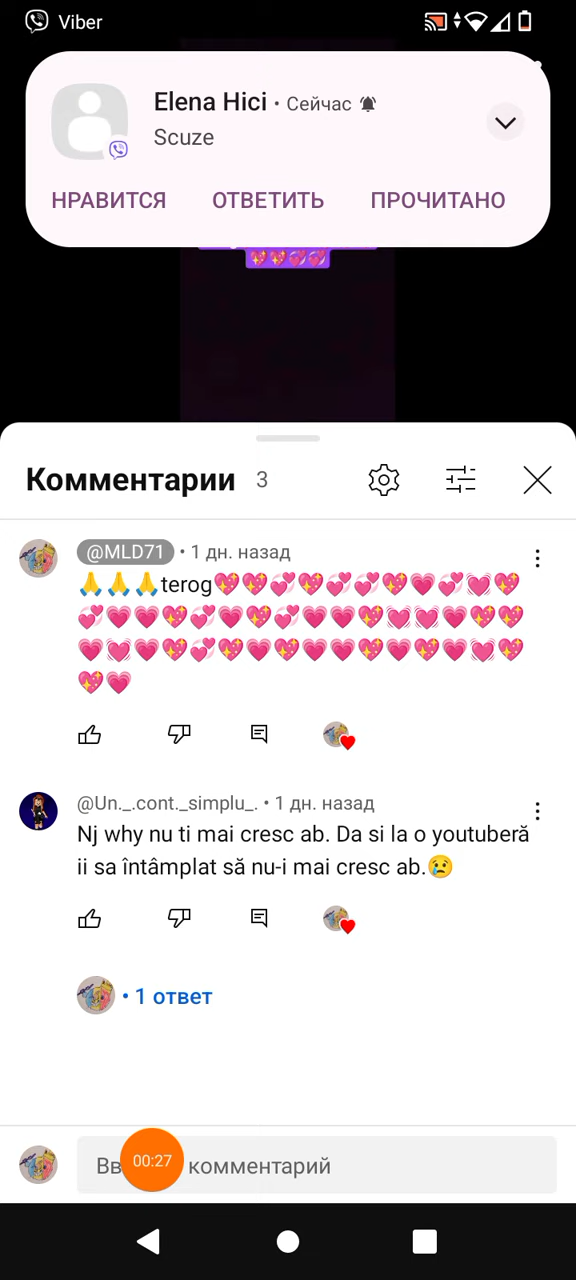 Viber
Elena Hici • Сейчас
Scuze
НРАВИТСЯ ОТВЕТИТЬ ПРОЧИТАНО
💖💖💞💞
Комментарии 3
@MLD71 • 1 дн. назад
🙏🙏🙏terog💖💖💞💖💞💞💖💗💞💓💖
💞💗💗💖💞💗💖💞💗💗💖💓💓💗💖💖
💗💓💗💖💞💖💗💖💗💗💖💗💖💗💓💖
💖💗
@Un._.cont._simplu_. • 1 дн. назад
Nj why nu ti mai cresc ab. Da si la o youtuberă
ii sa întâmplat să nu-i mai cresc ab.😢
• 1 ответ
00:27
комментарий